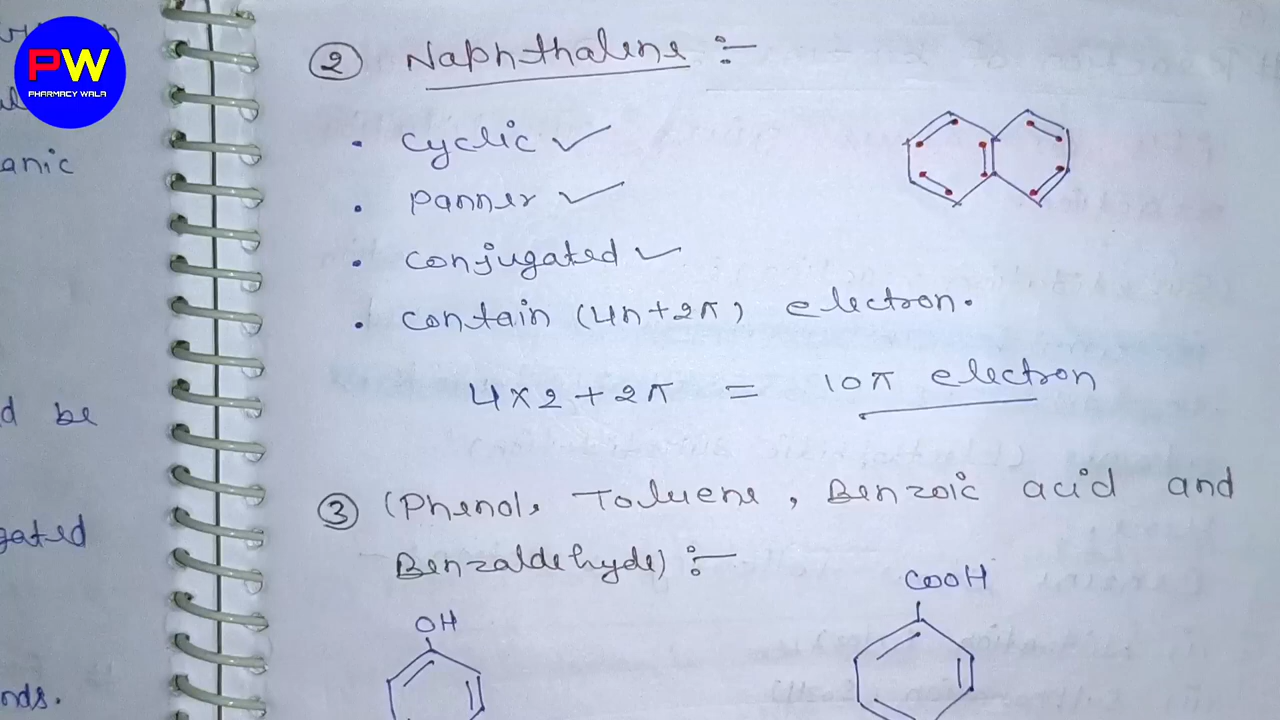 PW
PHARMACY WALA
anic
d be
gated
nds.
② Naphthalene :-
• cyclic ✓
• Panner ✓
• conjugated ✓
• contain (4n+2π) electron.
4×2+2π = 10π electron
③ (Phenol, Toluene, Benzoic acid and
Benzaldehyde) :-
OH
COOH